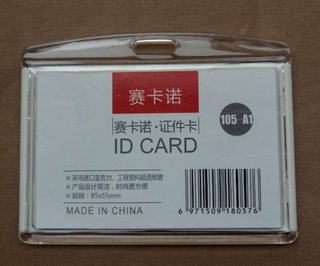 赛卡诺
赛卡诺·证件卡
105-A1
ID CARD
※采用进口亚克力、工程塑料超透耐磨
※产品设计简洁，时尚更方便
※规格：85x55mm
MADE IN CHINA
6 971509 180576